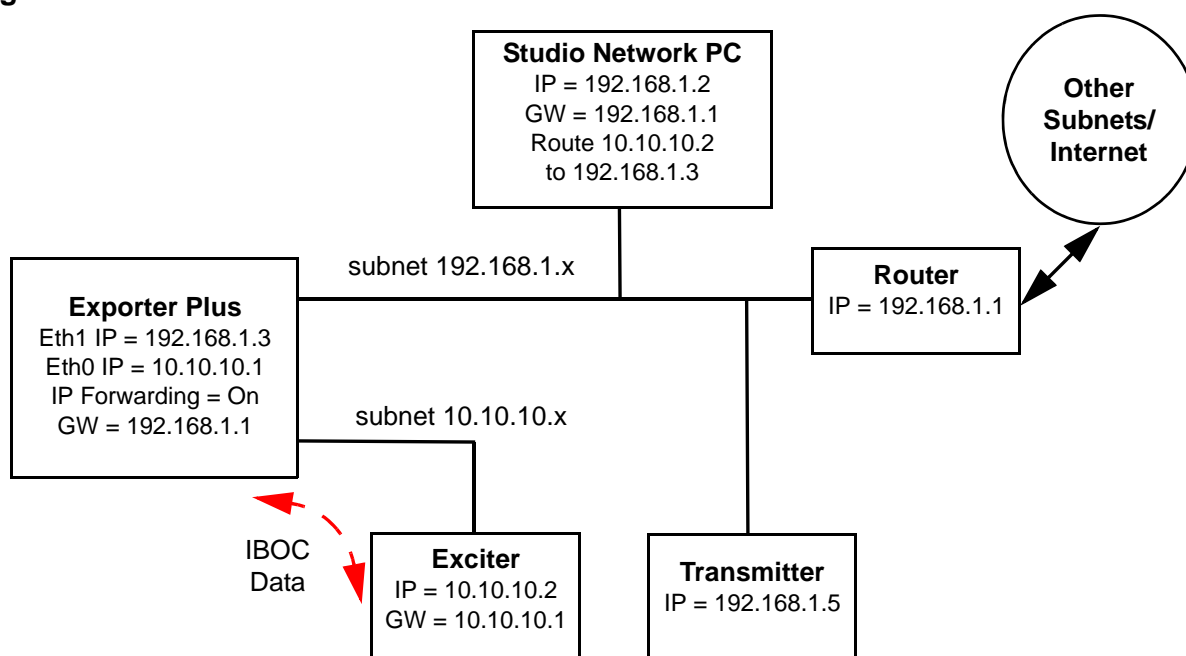 g
Studio Network PC
IP = 192.168.1.2
GW = 192.168.1.1
Route 10.10.10.2
to 192.168.1.3
Other
Subnets/
Internet
subnet 192.168.1.x
Router
IP = 192.168.1.1
Exporter Plus
Eth1 IP = 192.168.1.3
Eth0 IP = 10.10.10.1
IP Forwarding = On
GW = 192.168.1.1
subnet 10.10.10.x
IBOC
Data
Exciter
IP = 10.10.10.2
GW = 10.10.10.1
Transmitter
IP = 192.168.1.5